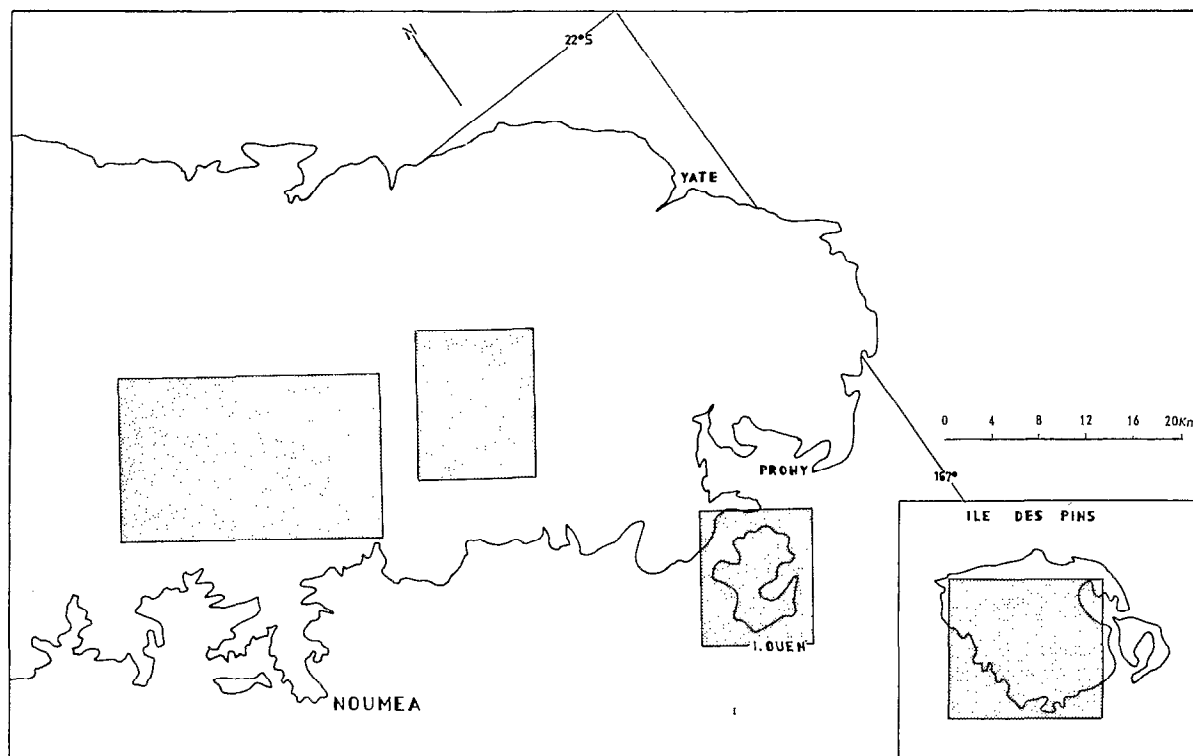 N
22°S
YATE
0 4 8 12 16 20Km
PRONY
167°
ILE DES PINS
I. OUEN
NOUMEA